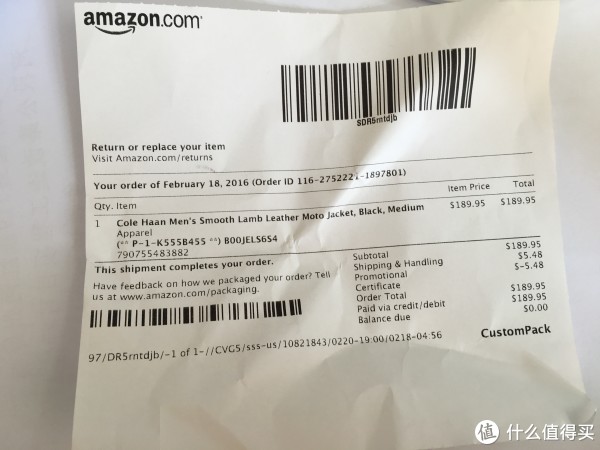 amazon.com
SDR5rntdjb
Return or replace your item
Visit Amazon.com/returns
Your order of February 18, 2016 (Order ID 116-2752221-1897801)
Qty. Item Item Price Total
1 Cole Haan Men's Smooth Lamb Leather Moto Jacket, Black, Medium $189.95 $189.95
Apparel
(** P-1-K555B455 **) B00JELS6S4
790755483882
This shipment completes your order.
Have feedback on how we packaged your order? Tell
us at www.amazon.com/packaging.
Subtotal $189.95
Shipping & Handling $5.48
Promotional $-5.48
Certificate
Order Total $189.95
Paid via credit/debit $189.95
Balance due $0.00
CustomPack
97/DR5rntdjb/-1 of 1-//CVG5/sss-us/10821843/0220-19:00/0218-04:56
值 什么值得买